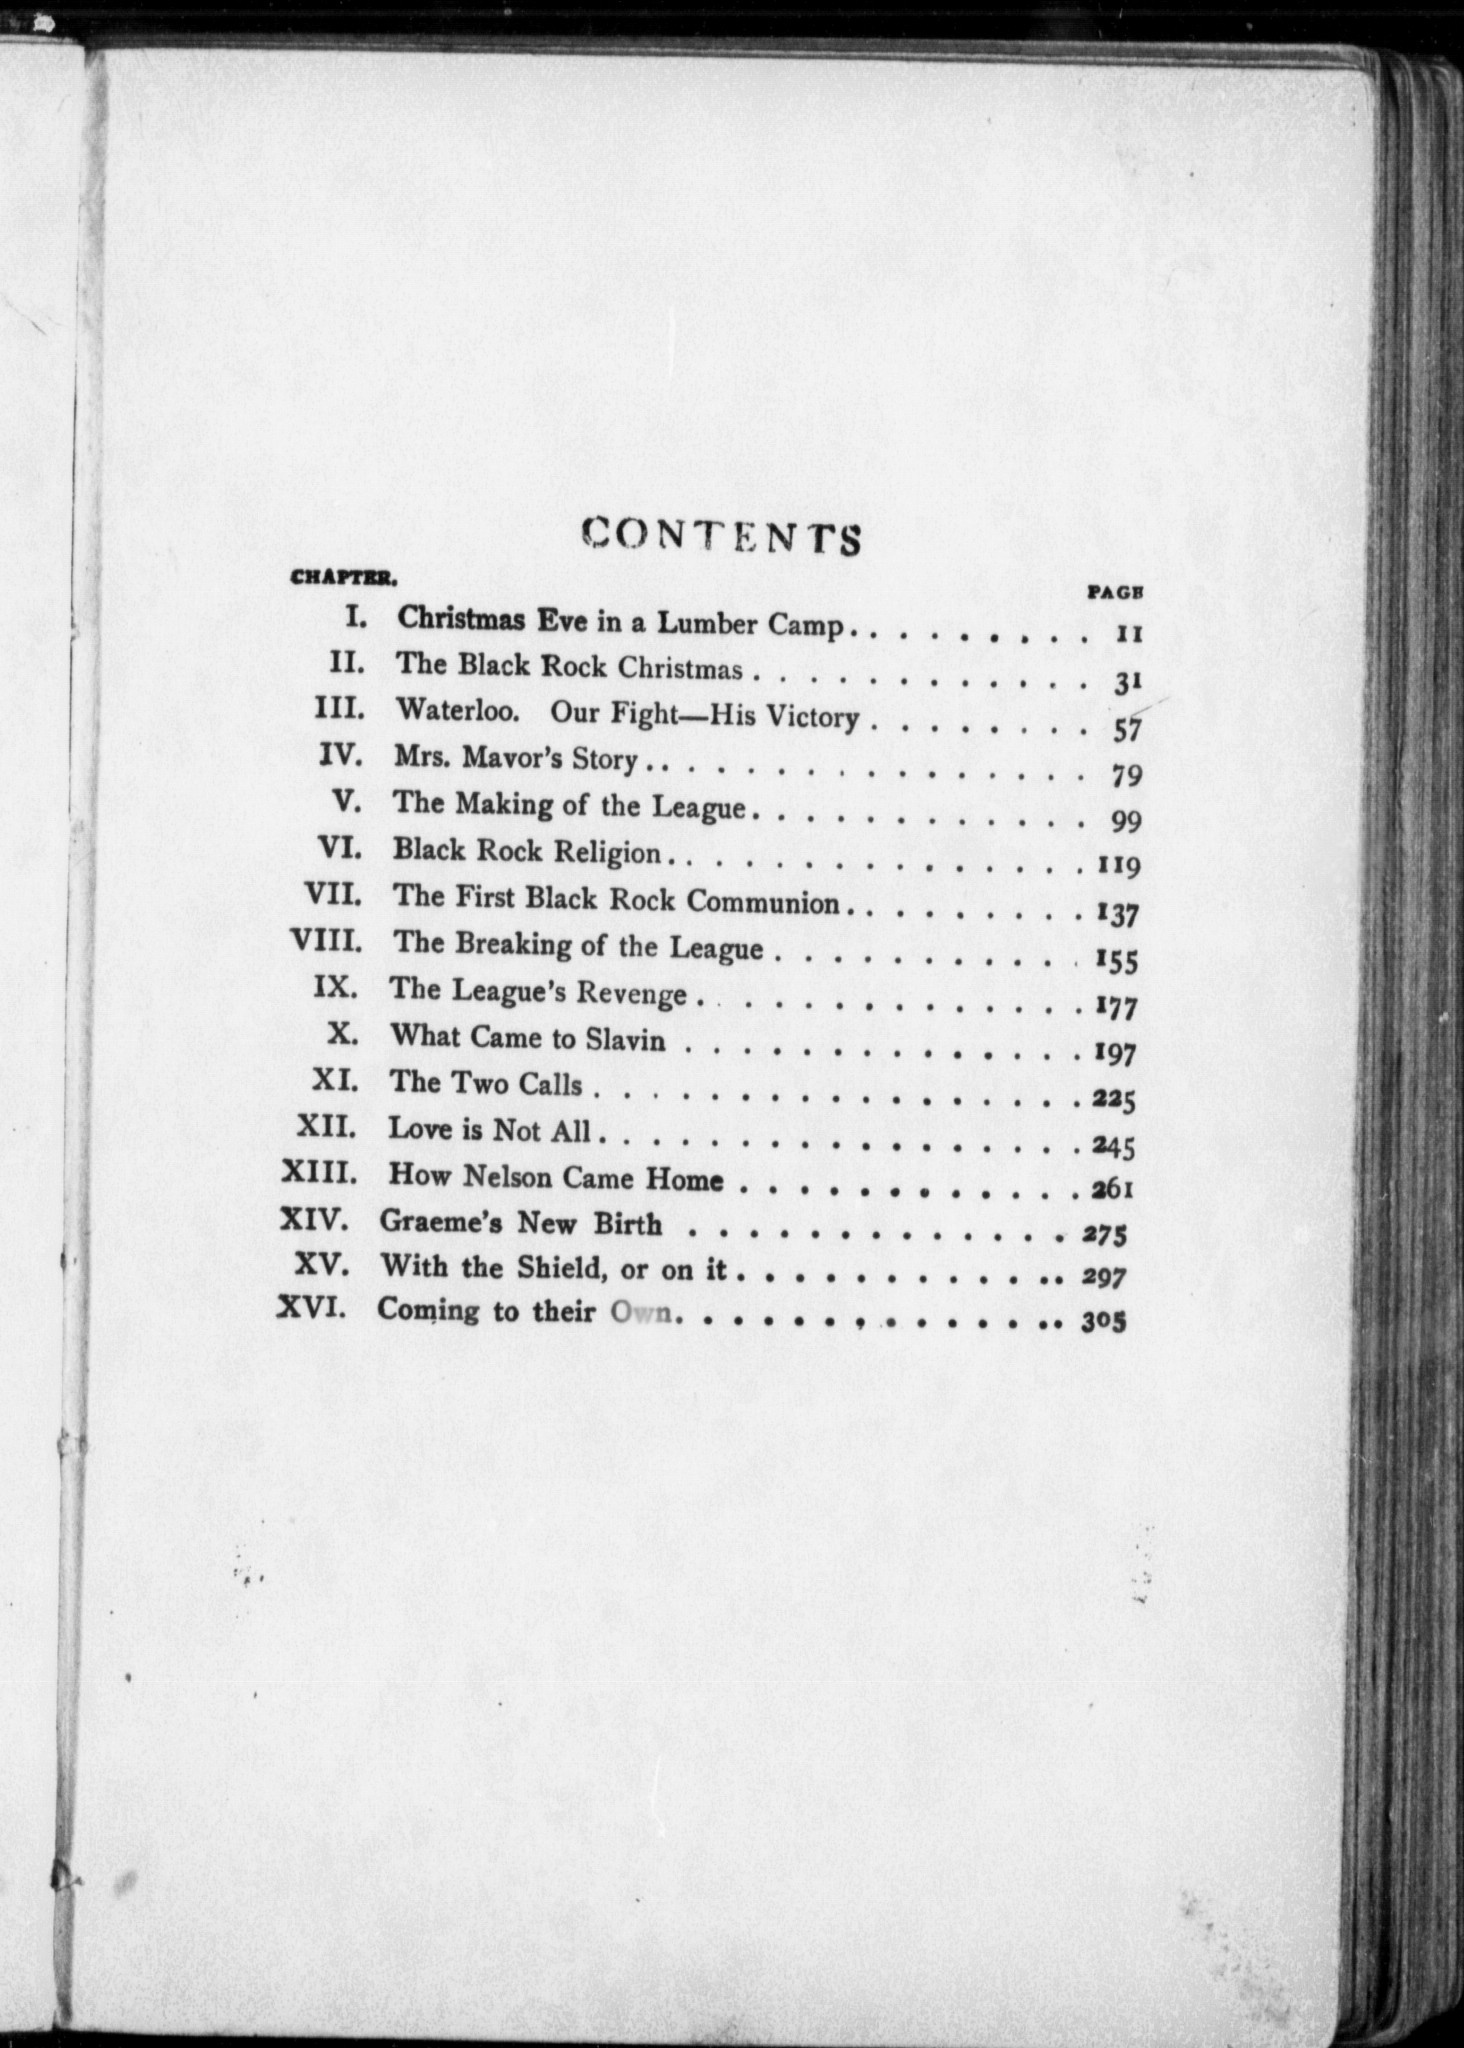 CONTENTS
CHAPTER. PAGE
I. Christmas Eve in a Lumber Camp. . . . . . . . . . 11
II. The Black Rock Christmas . . . . . . . . . . . . 31
III. Waterloo. Our Fight—His Victory . . . . . . . . 57
IV. Mrs. Mavor's Story . . . . . . . . . . . . . . . . 79
V. The Making of the League . . . . . . . . . . . . 99
VI. Black Rock Religion . . . . . . . . . . . . . . . 119
VII. The First Black Rock Communion . . . . . . . . . 137
VIII. The Breaking of the League . . . . . . . . . . . 155
IX. The League's Revenge . . . . . . . . . . . . . . 177
X. What Came to Slavin . . . . . . . . . . . . . . 197
XI. The Two Calls . . . . . . . . . . . . . . . . . 225
XII. Love is Not All . . . . . . . . . . . . . . . . . 245
XIII. How Nelson Came Home . . . . . . . . . . . . 261
XIV. Graeme's New Birth . . . . . . . . . . . . . 275
XV. With the Shield, or on it . . . . . . . . . . . . 297
XVI. Coming to their Own . . . . . . . . . . . . . . 305